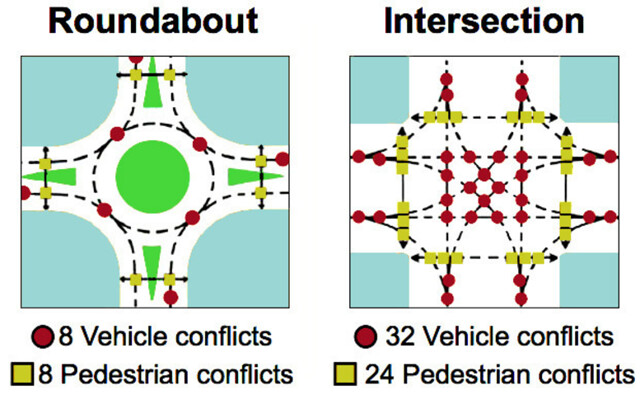 Roundabout
Intersection
8 Vehicle conflicts
32 Vehicle conflicts
8 Pedestrian conflicts
24 Pedestrian conflicts